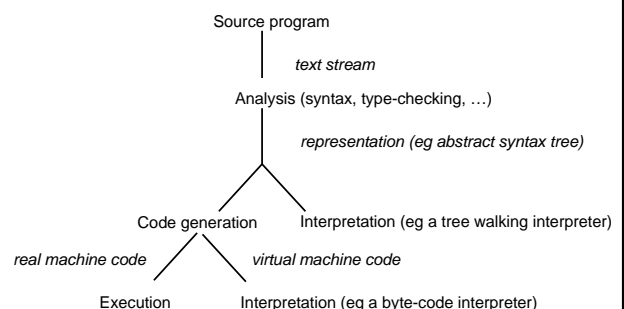 Source program
text stream
Analysis (syntax, type-checking, …)
representation (eg abstract syntax tree)
Code generation
Interpretation (eg a tree walking interpreter)
real machine code
virtual machine code
Execution
Interpretation (eg a byte-code interpreter)